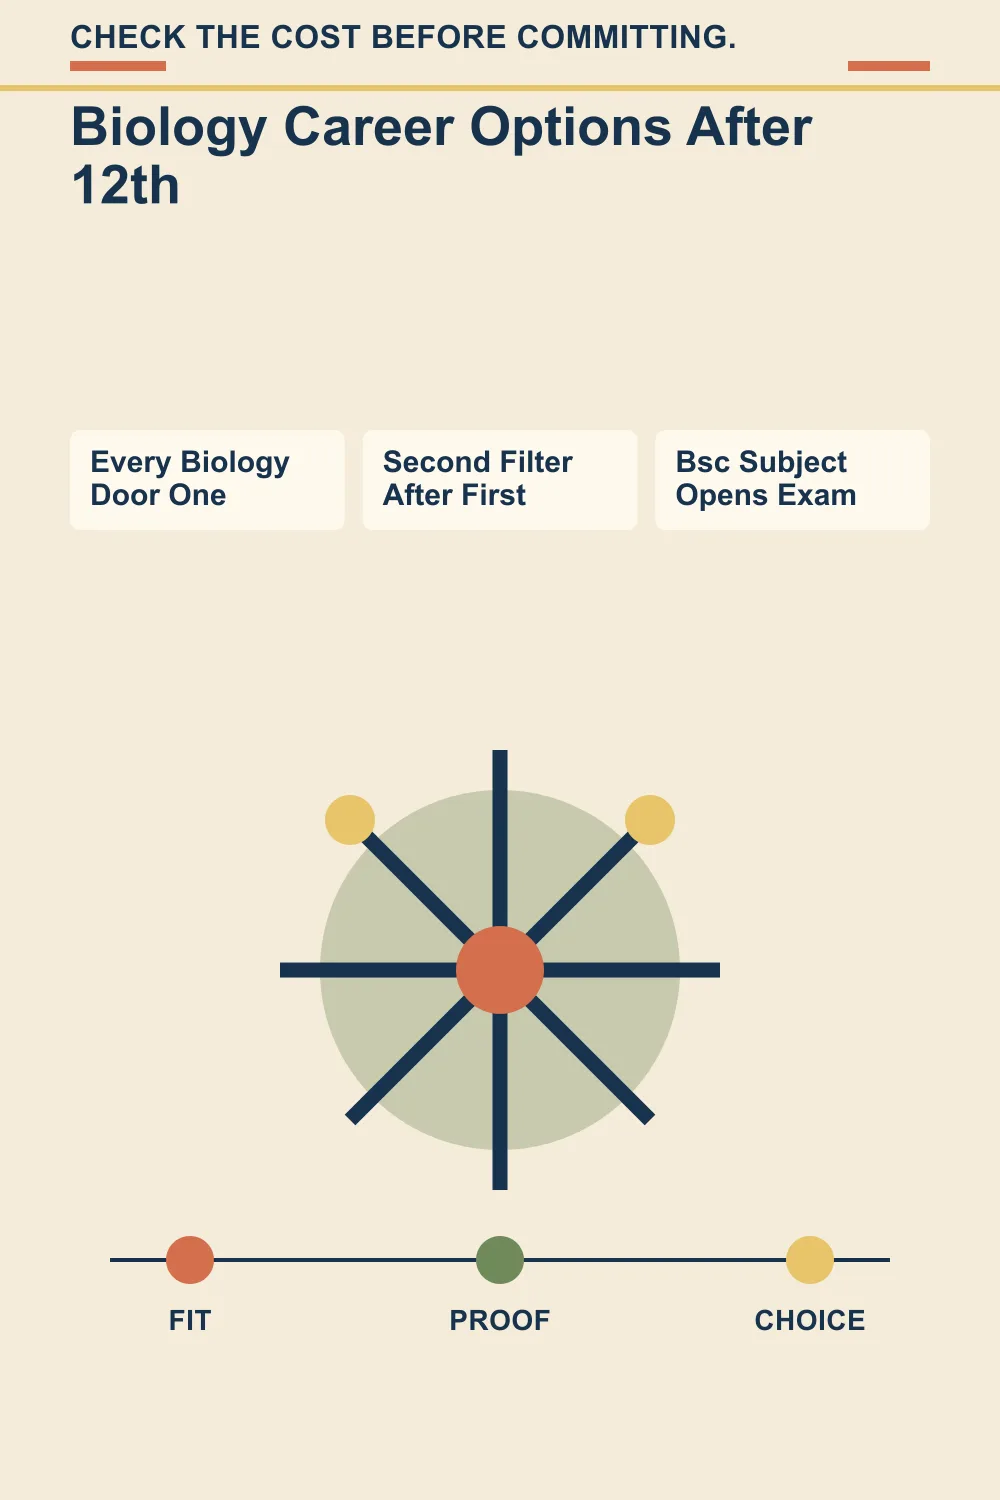 CHECK THE COST BEFORE COMMITTING.
Biology Career Options After
12th
Every Biology
Door One
Second Filter
After First
Bsc Subject
Opens Exam
FIT
PROOF
CHOICE